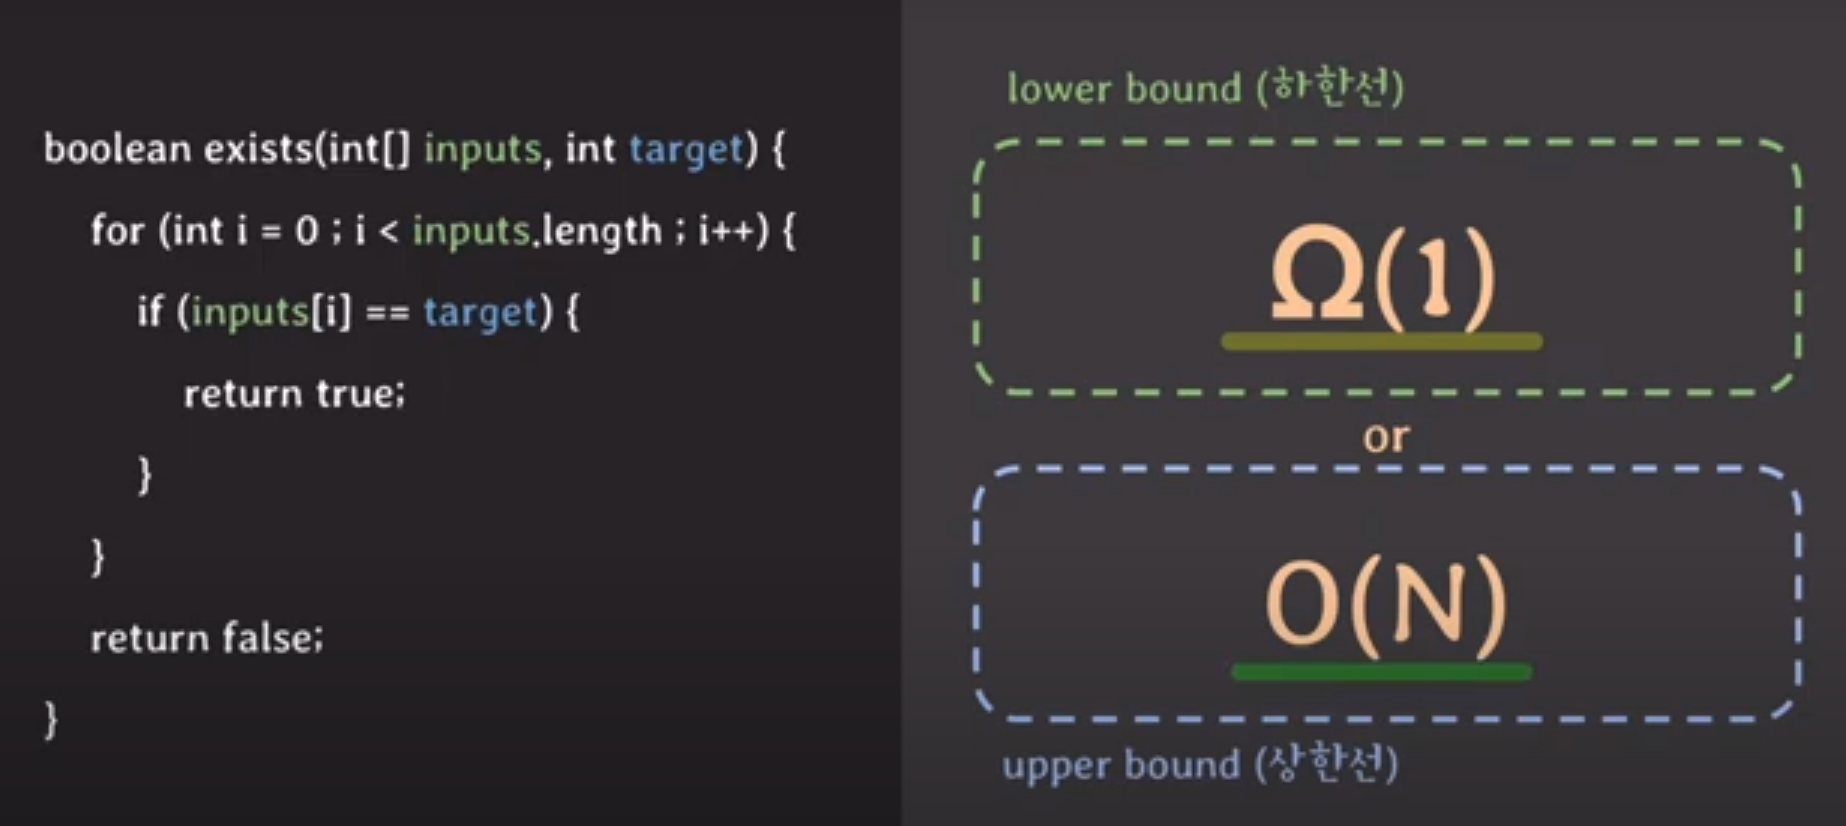 boolean exists(int[] inputs, int target) {
for (int i = 0 ; i < inputs.length ; i++) {
if (inputs[i] == target) {
return true;
}
}
return false;
}
lower bound (하한선)
Ω(1)
or
O(N)
upper bound (상한선)